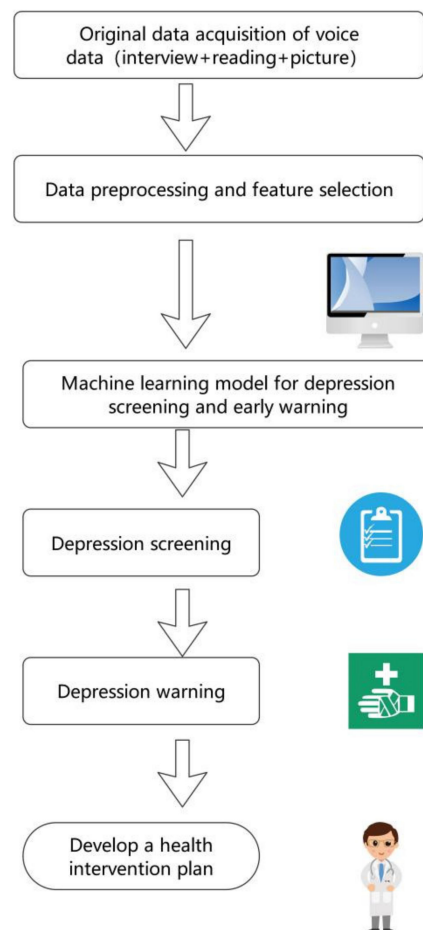 Original data acquisition of voice
data（interview+reading+picture）
Data preprocessing and feature selection
Machine learning model for depression
screening and early warning
Depression screening
Depression warning
Develop a health
intervention plan